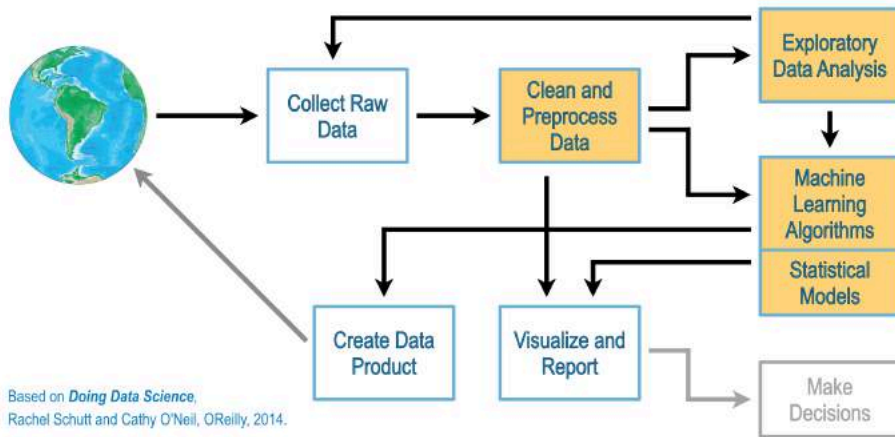 Exploratory
Data Analysis
Collect Raw
Data
Clean and
Preprocess
Data
Machine
Learning
Algorithms
Statistical
Models
Create Data
Product
Visualize and
Report
Make
Decisions
Based on Doing Data Science,
Rachel Schutt and Cathy O'Neil, OReilly, 2014.